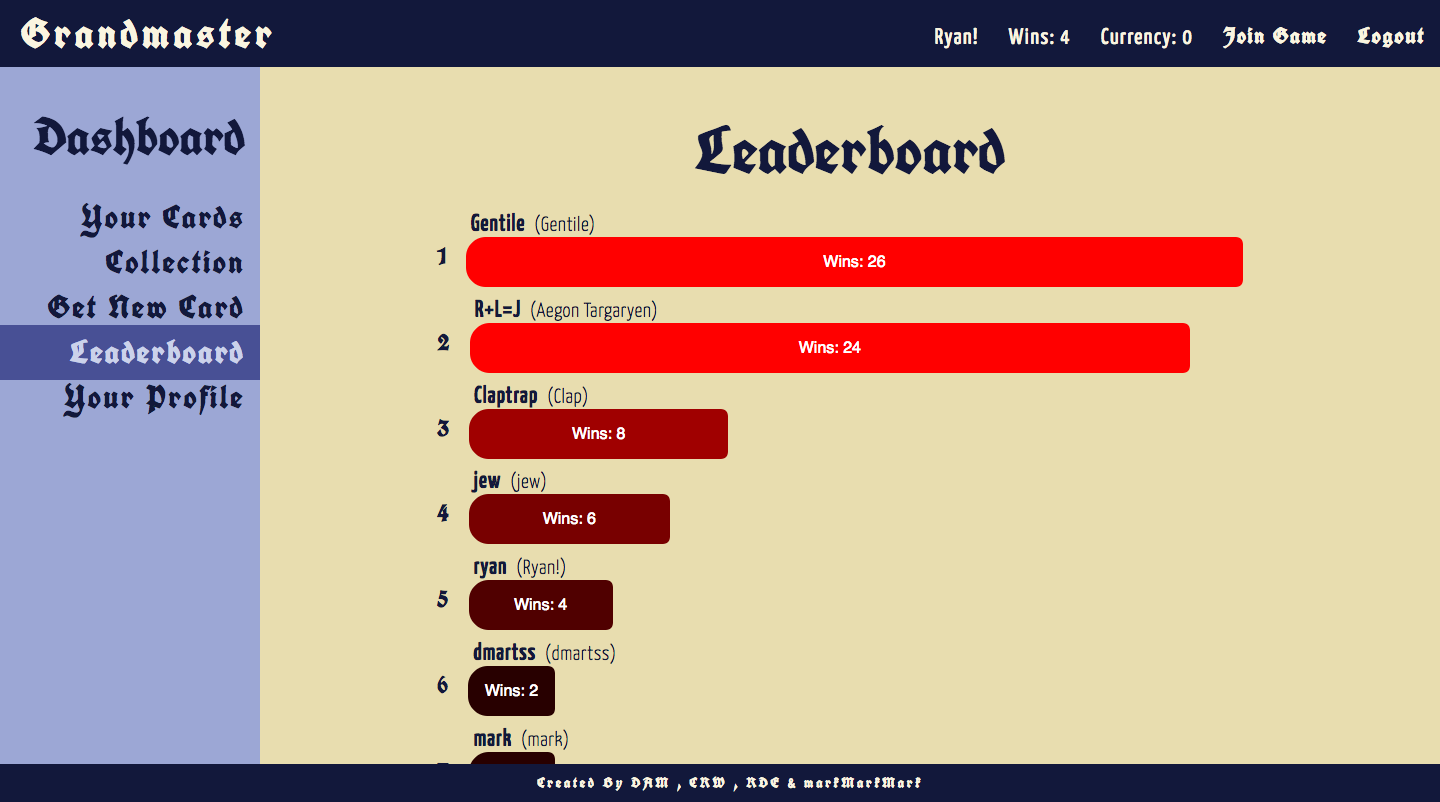 Grandmaster
Ryan! Wins: 4 Currency: 0 Join Game Logout
Dashboard
Your Cards
Collection
Get New Card
Leaderboard
Your Profile
Leaderboard
Gentile (Gentile)
1 Wins: 26
R+L=J (Aegon Targaryen)
2 Wins: 24
Claptrap (Clap)
3 Wins: 8
jew (jew)
4 Wins: 6
ryan (Ryan!)
5 Wins: 4
dmartss (dmartss)
6 Wins: 2
mark (mark)
Created By DAM , CRW , RDE & markMarkMark